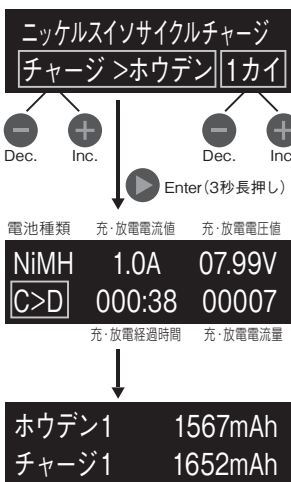 ニッケルスイソサイクルチャージ
チャージ >ホウデン 1カイ
Dec. Inc. Dec. Inc
Enter（3秒長押し）
電池種類 充・放電電流値 充・放電電圧値
NiMH 1.0A 07.99V
C>D 000:38 00007
充・放電経過時間 充・放電電流量
ホウデン1 1567mAh
チャージ1 1652mAh